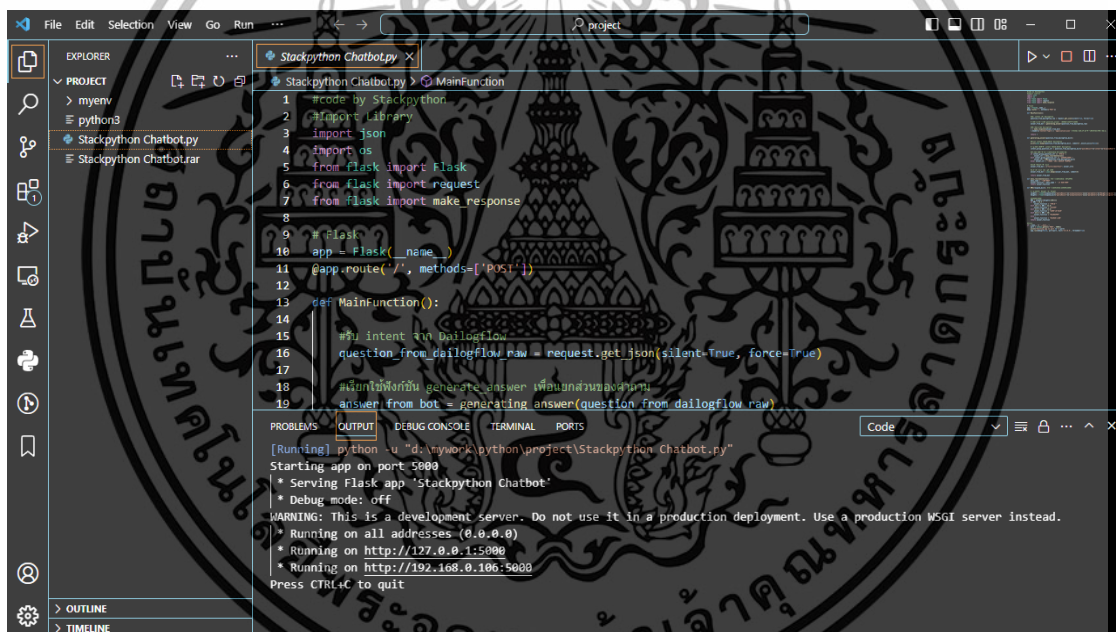 File Edit Selection View Go Run ··· project
EXPLORER ···
PROJECT
myenv
python3
Stackpython Chatbot.py
Stackpython Chatbot.rar
OUTLINE
TIMELINE
Stackpython Chatbot.py
Stackpython Chatbot.py > MainFunction
1 #code by Stackpython
2 #Import Library
3 import json
4 import os
5 from flask import Flask
6 from flask import request
7 from flask import make_response
8
9 # Flask
10 app = Flask(__name__)
11 @app.route('/', methods=['POST'])
12
13 def MainFunction():
14
15 #รับ intent จาก Dailogflow
16 question_from_dailogflow_raw = request.get_json(silent=True, force=True)
17
18 #เรียกใช้ฟังก์ชัน generate_answer เพื่อแยกส่วนของคำถาม
19 answer_from_bot = generating_answer(question_from_dailogflow_raw)
PROBLEMS OUTPUT DEBUG CONSOLE TERMINAL PORTS Code
[Running] python -u "d:\mywork\python\project\Stackpython Chatbot.py"
Starting app on port 5000
* Serving Flask app 'Stackpython Chatbot'
* Debug mode: off
WARNING: This is a development server. Do not use it in a production deployment. Use a production WSGI server instead.
* Running on all addresses (0.0.0.0)
* Running on http://127.0.0.1:5000
* Running on http://192.168.0.106:5000
Press CTRL+C to quit